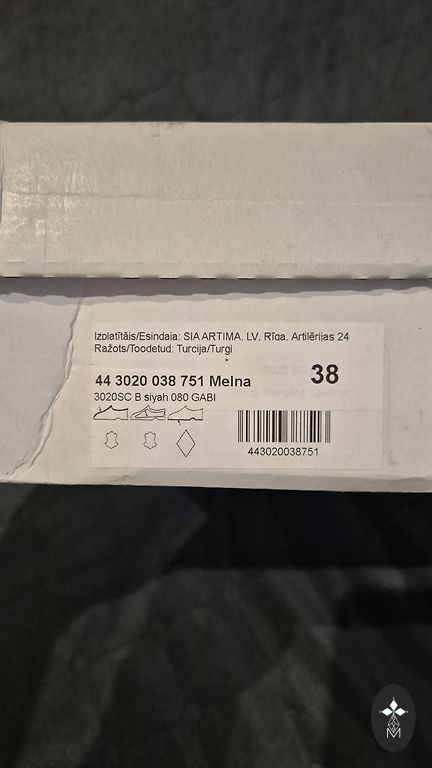 Izplatītājs/Esindaja: SIA ARTIMA, LV, Rīga, Artilērijas 24
Ražots/Toodetud: Turcija/Turgi
44 3020 038 751 Melna
38
3020SC B siyah 080 GABI
443020038751
M